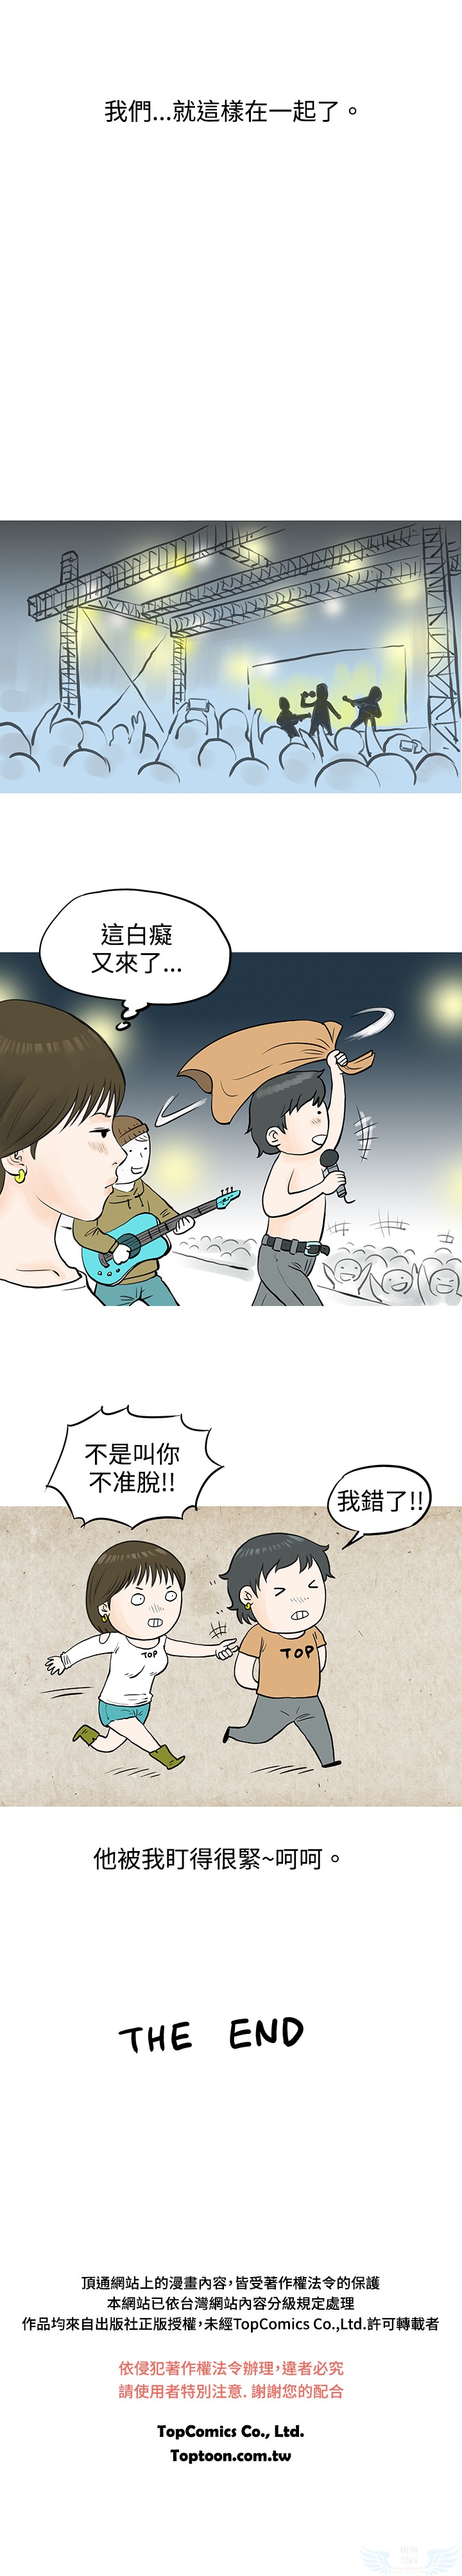 我們...就這樣在一起了。
這白癡
又來了...
不是叫你
不准脫!!
我錯了!!
TOP
TOP
他被我盯得很緊~呵呵。
THE END
頂通網站上的漫畫內容,皆受著作權法令的保護
本網站已依台灣網站內容分級規定處理
作品均來自出版社正版授權,未經TopComics Co.,Ltd.許可轉載者
依侵犯著作權法令辦理,違者必究
請使用者特別注意. 謝謝您的配合
TopComics Co., Ltd.
Toptoon.com.tw